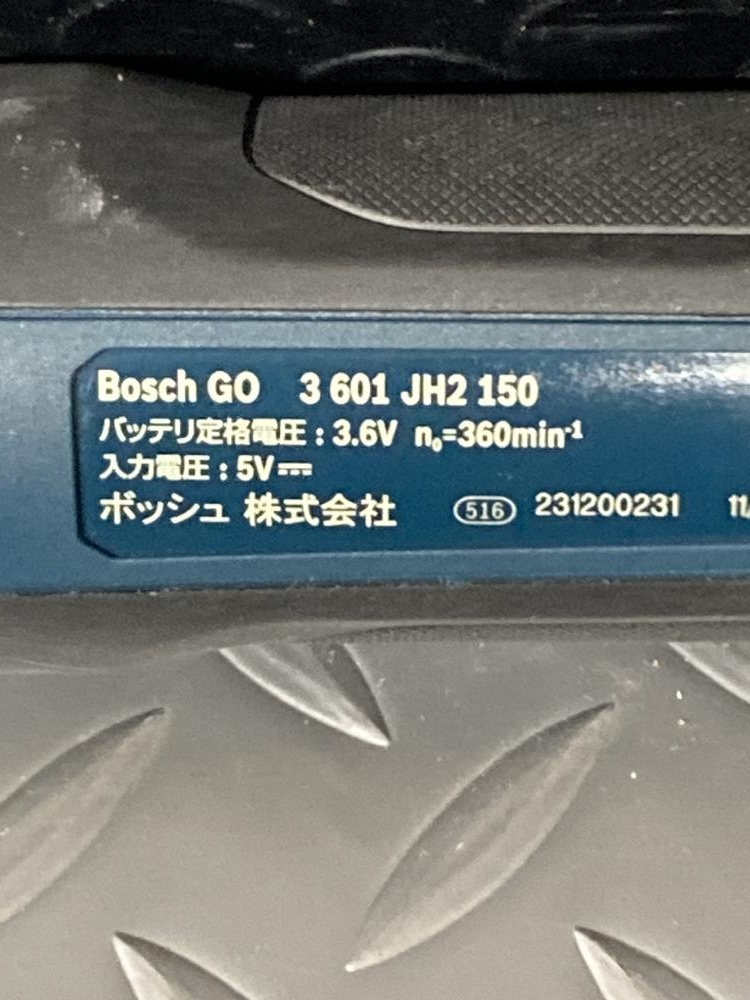 Bosch GO 3 601 JH2 150
バッテリ定格電圧：3.6V n₀=360min⁻¹
入力電圧：5V⎓
ボッシュ 株式会社 516 231200231 11/